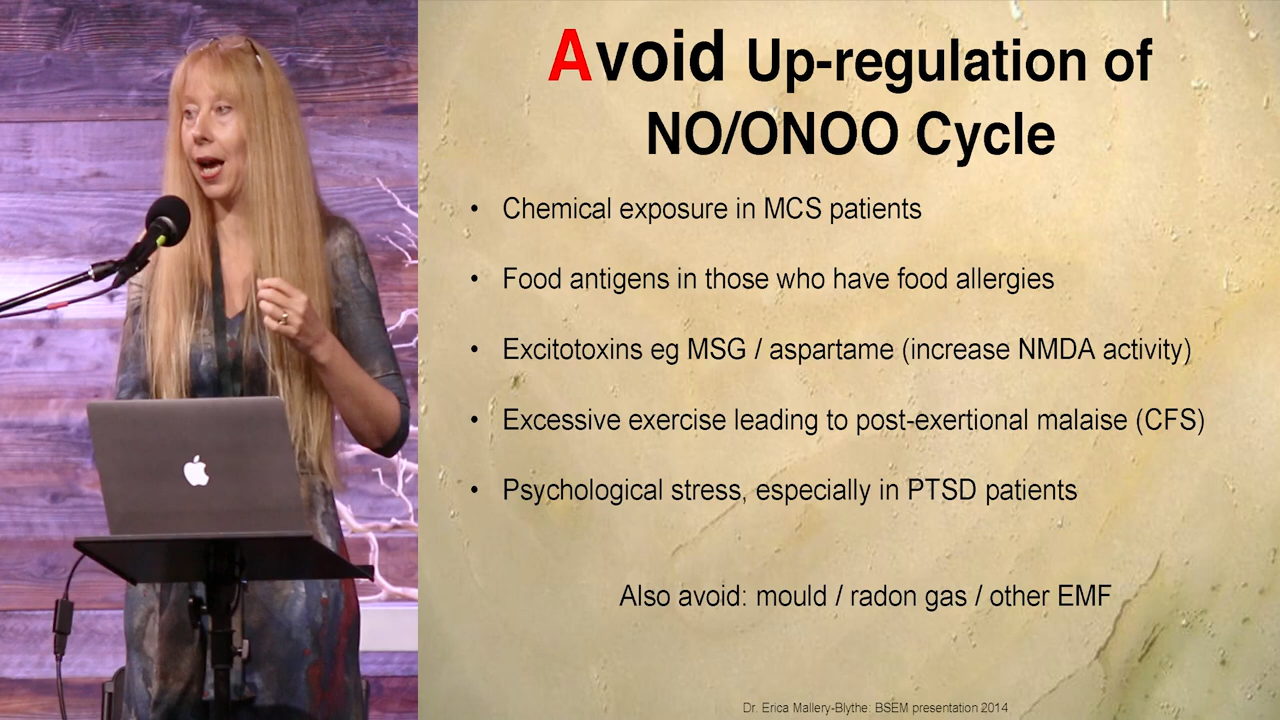 Avoid Up-regulation of
NO/ONOO Cycle
• Chemical exposure in MCS patients
• Food antigens in those who have food allergies
• Excitotoxins eg MSG / aspartame (increase NMDA activity)
• Excessive exercise leading to post-exertional malaise (CFS)
• Psychological stress, especially in PTSD patients
Also avoid: mould / radon gas / other EMF
Dr. Erica Mallery-Blythe: BSEM presentation 2014